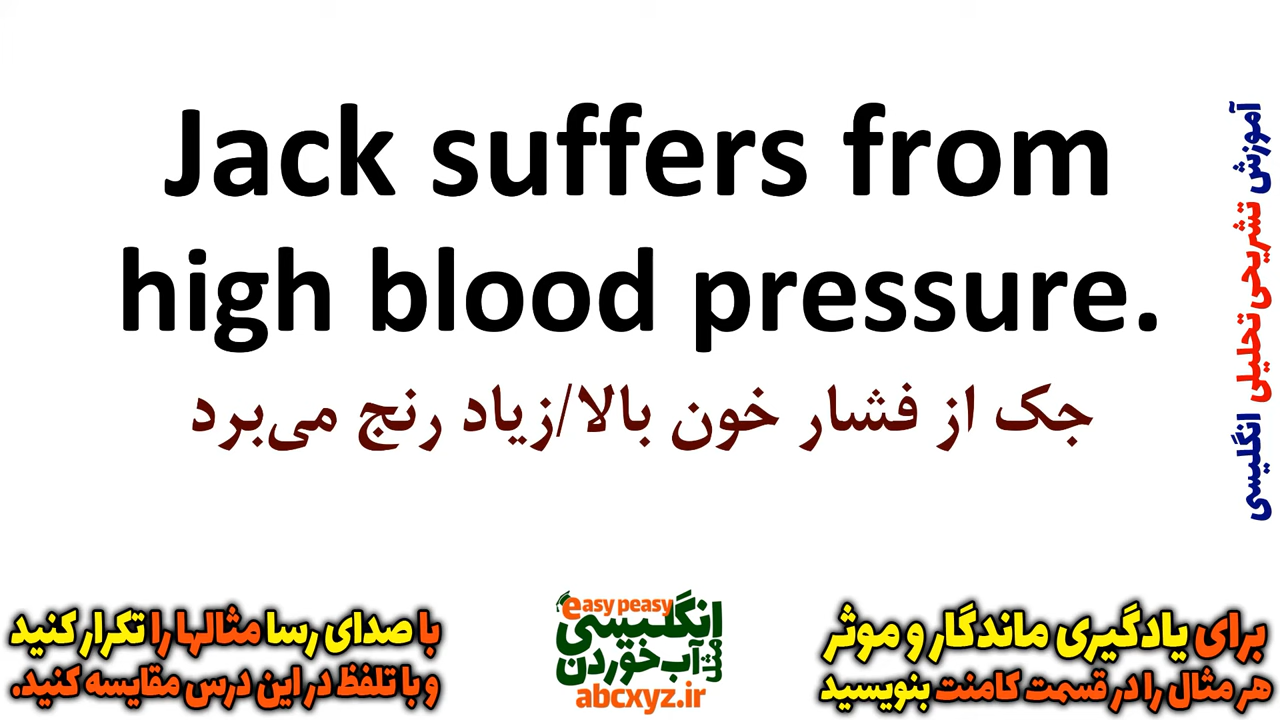 Jack suffers from
high blood pressure.
جک از فشار خون بالا/زیاد رنج می‌برد
آموزش تشریحی تحلیلی انگلیسی
برای یادگیری ماندگار و موثر
هر مثال را در قسمت کامنت بنویسید
easy peasy
انگلیسی
مثل آب خوردن
abcxyz.ir
با صدای رسا مثالها را تکرار کنید
و با تلفظ در این درس مقایسه کنید.